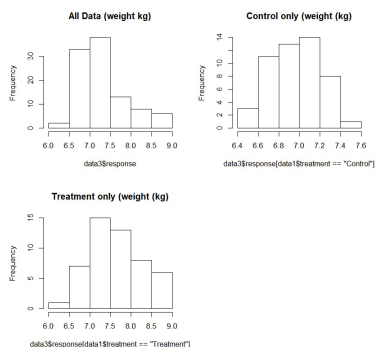 All Data (weight kg)
Frequency
0 10 20 30
6.0 6.5 7.0 7.5 8.0 8.5 9.0
data3$response
Control only (weight (kg)
Frequency
0 2 4 6 8 10 14
6.4 6.6 6.8 7.0 7.2 7.4 7.6
data3$response[data1$treatment == "Control"]
Treatment only (weight (kg)
Frequency
0 5 10 15
6.0 6.5 7.0 7.5 8.0 8.5 9.0
data3$response[data1$treatment == "Treatment"]